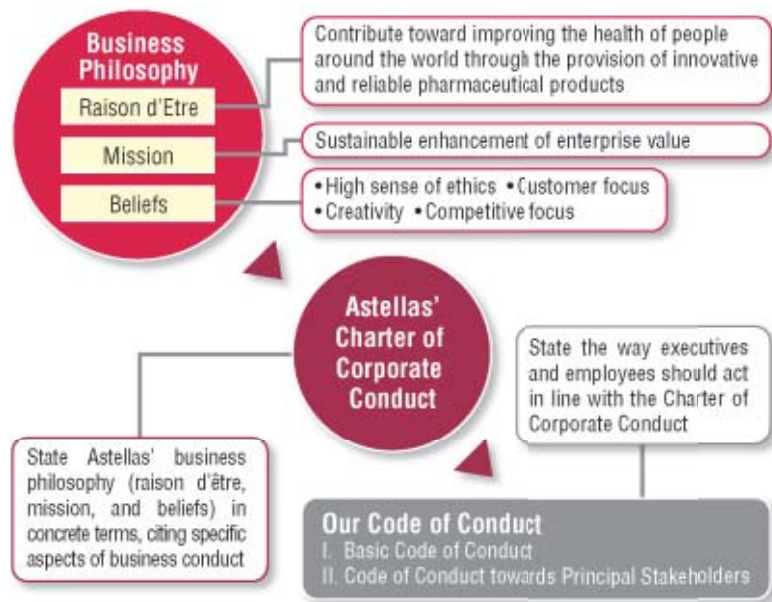 Business
Philosophy
Raison d'Etre
Contribute toward improving the health of people
around the world through the provision of innovative
and reliable pharmaceutical products
Mission
Sustainable enhancement of enterprise value
Beliefs
•High sense of ethics •Customer focus
•Creativity •Competitive focus
Astellas'
Charter of
Corporate
Conduct
State the way executives
and employees should act
in line with the Charter of
Corporate Conduct
State Astellas' business
philosophy (raison d'être,
mission, and beliefs) in
concrete terms, citing specific
aspects of business conduct
Our Code of Conduct
I. Basic Code of Conduct
II. Code of Conduct towards Principal Stakeholders